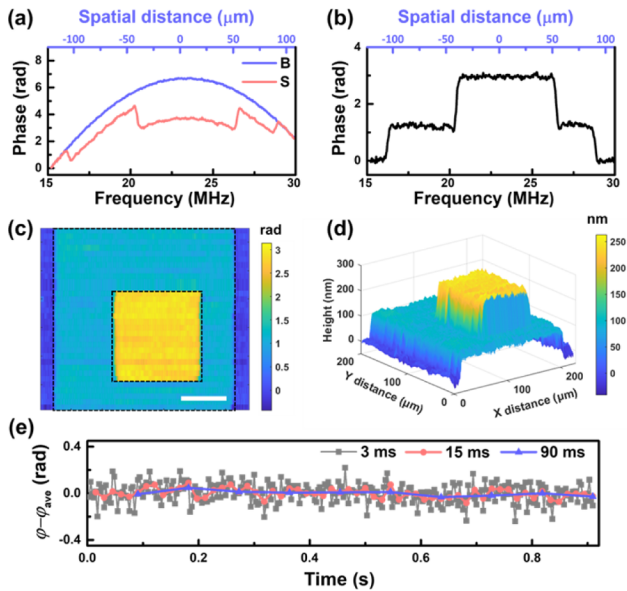 (a)
Spatial distance (μm)
-100 -50 0 50 100
B
S
Phase (rad)
8
6
4
2
0
15 20 25 30
Frequency (MHz)
(b)
Spatial distance (μm)
-100 -50 0 50 100
Phase (rad)
3
2
1
0
15 20 25 30
Frequency (MHz)
(c)
rad
3
2.5
2
1.5
1
0.5
0
(d)
nm
250
200
150
100
50
0
Height (nm)
300
200
100
0
200
100
0
Y distance (μm)
0
100
200
X distance (μm)
(e)
φ−φave (rad)
0.4
0.0
-0.4
3 ms 15 ms 90 ms
0.0 0.2 0.4 0.6 0.8
Time (s)